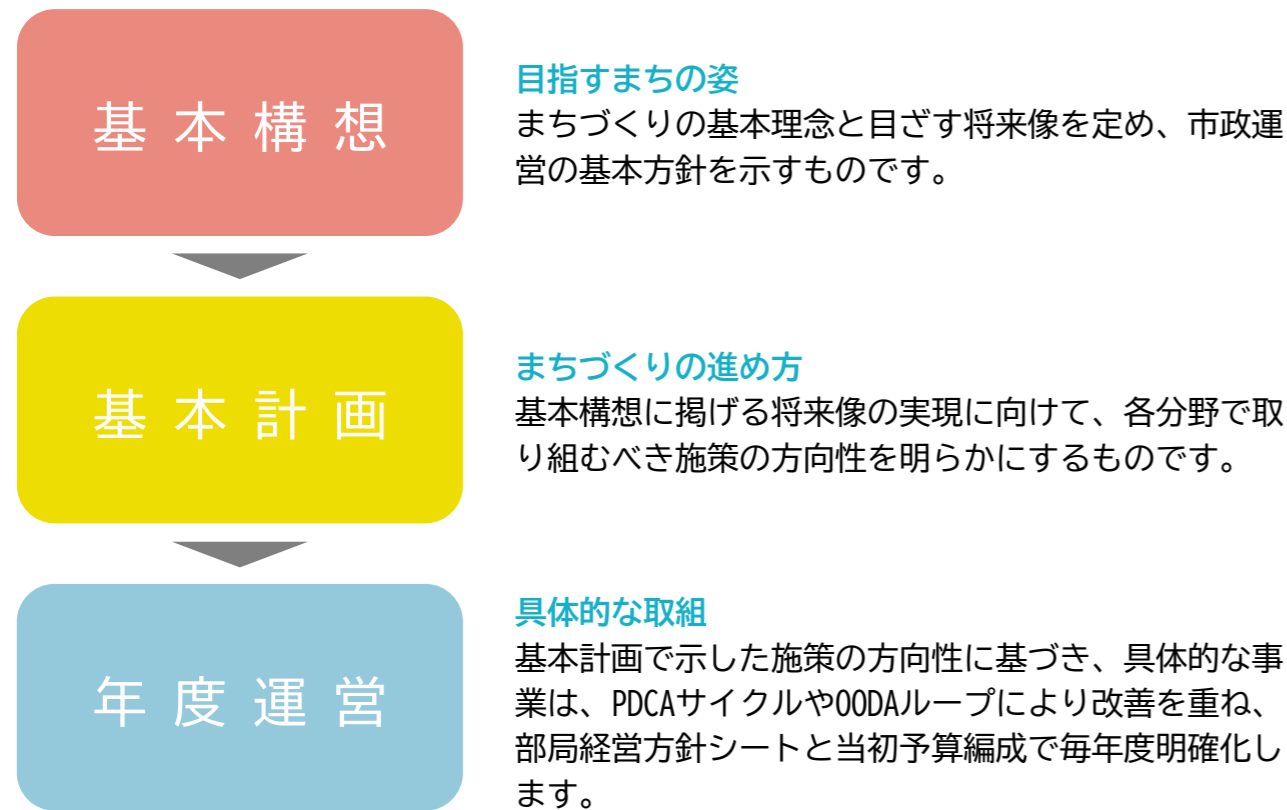 基本構想
目指すまちの姿
まちづくりの基本理念と目ざす将来像を定め、市政運
営の基本方針を示すものです。
基本計画
まちづくりの進め方
基本構想に掲げる将来像の実現に向けて、各分野で取
り組むべき施策の方向性を明らかにするものです。
年度運営
具体的な取組
基本計画で示した施策の方向性に基づき、具体的な事
業は、PDCAサイクルやOODAループにより改善を重ね、
部局経営方針シートと当初予算編成で毎年度明確化し
ます。